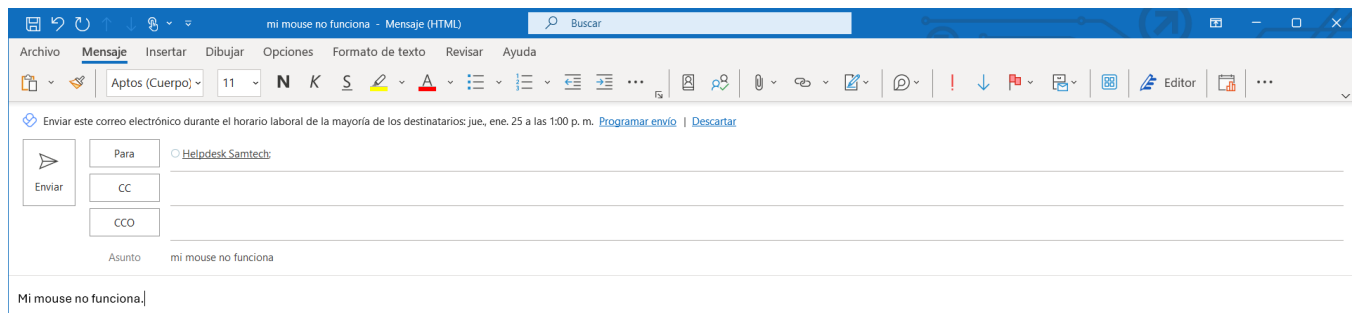 mi mouse no funciona - Mensaje (HTML) Buscar
Archivo Mensaje Insertar Dibujar Opciones Formato de texto Revisar Ayuda
Aptos (Cuerpo) 11 N K S A Editor
Enviar este correo electrónico durante el horario laboral de la mayoría de los destinatarios: jue., ene. 25 a las 1:00 p. m. Programar envío | Descartar
Para Helpdesk Samtech;
Enviar CC
CCO
Asunto mi mouse no funciona
Mi mouse no funciona.